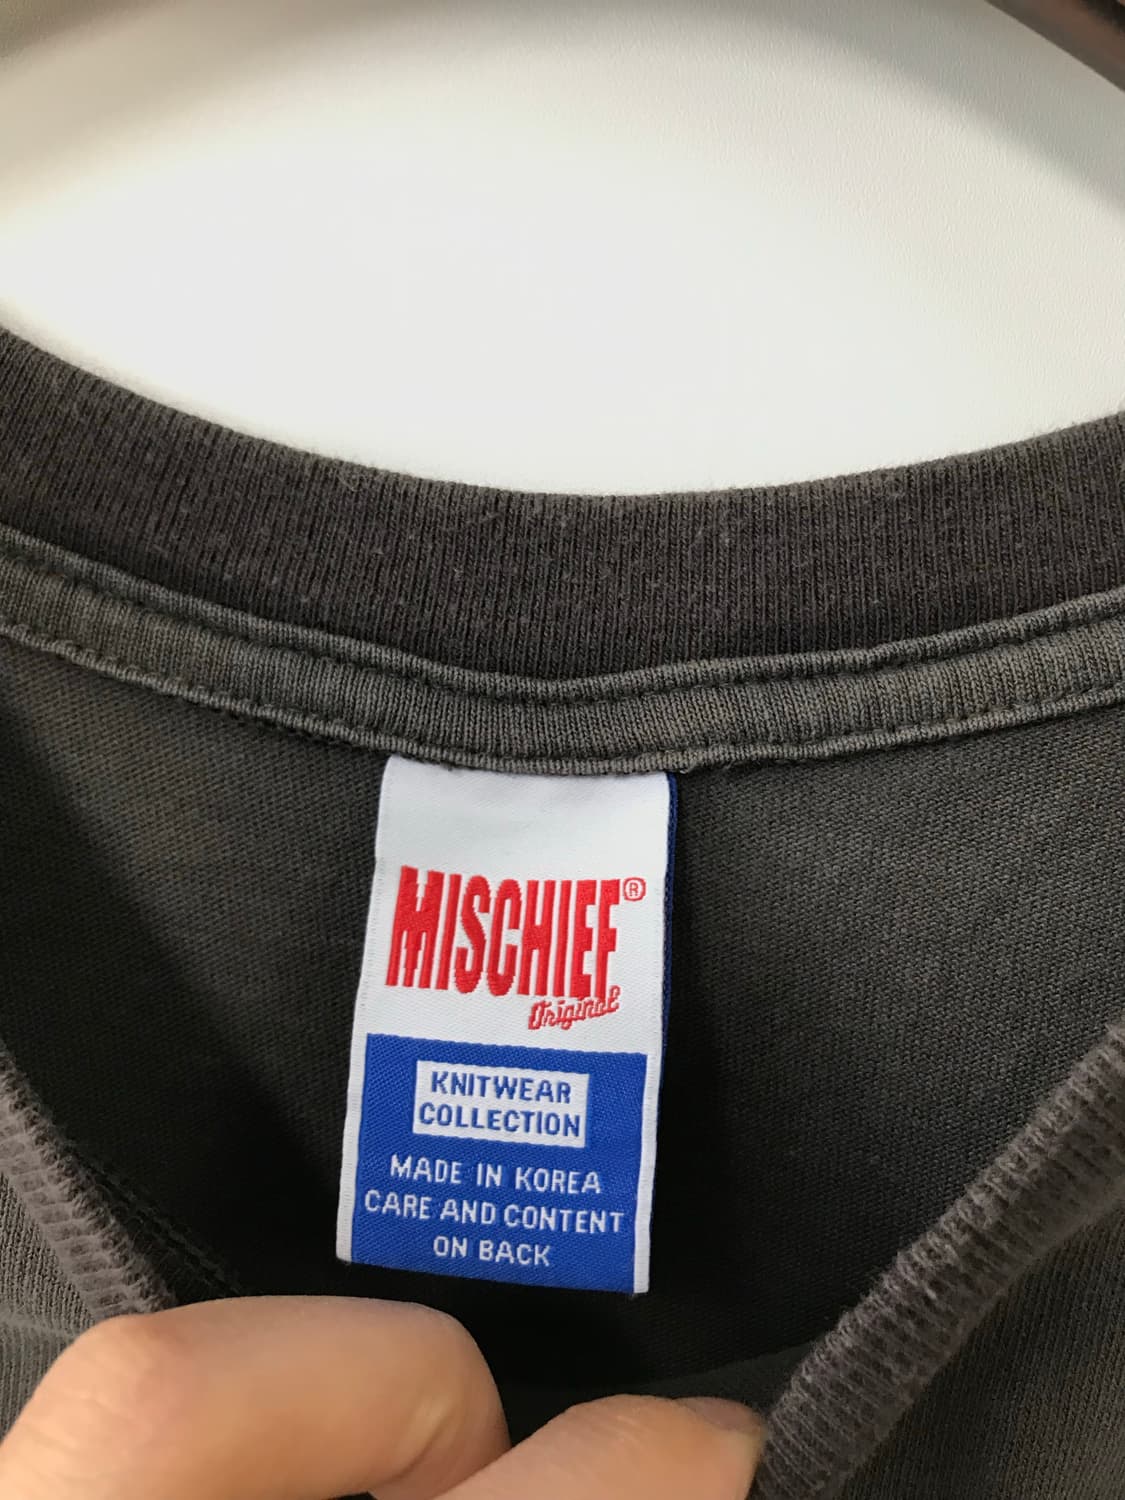 MISCHIEF®
Original
KNITWEAR
COLLECTION
MADE IN KOREA
CARE AND CONTENT
ON BACK